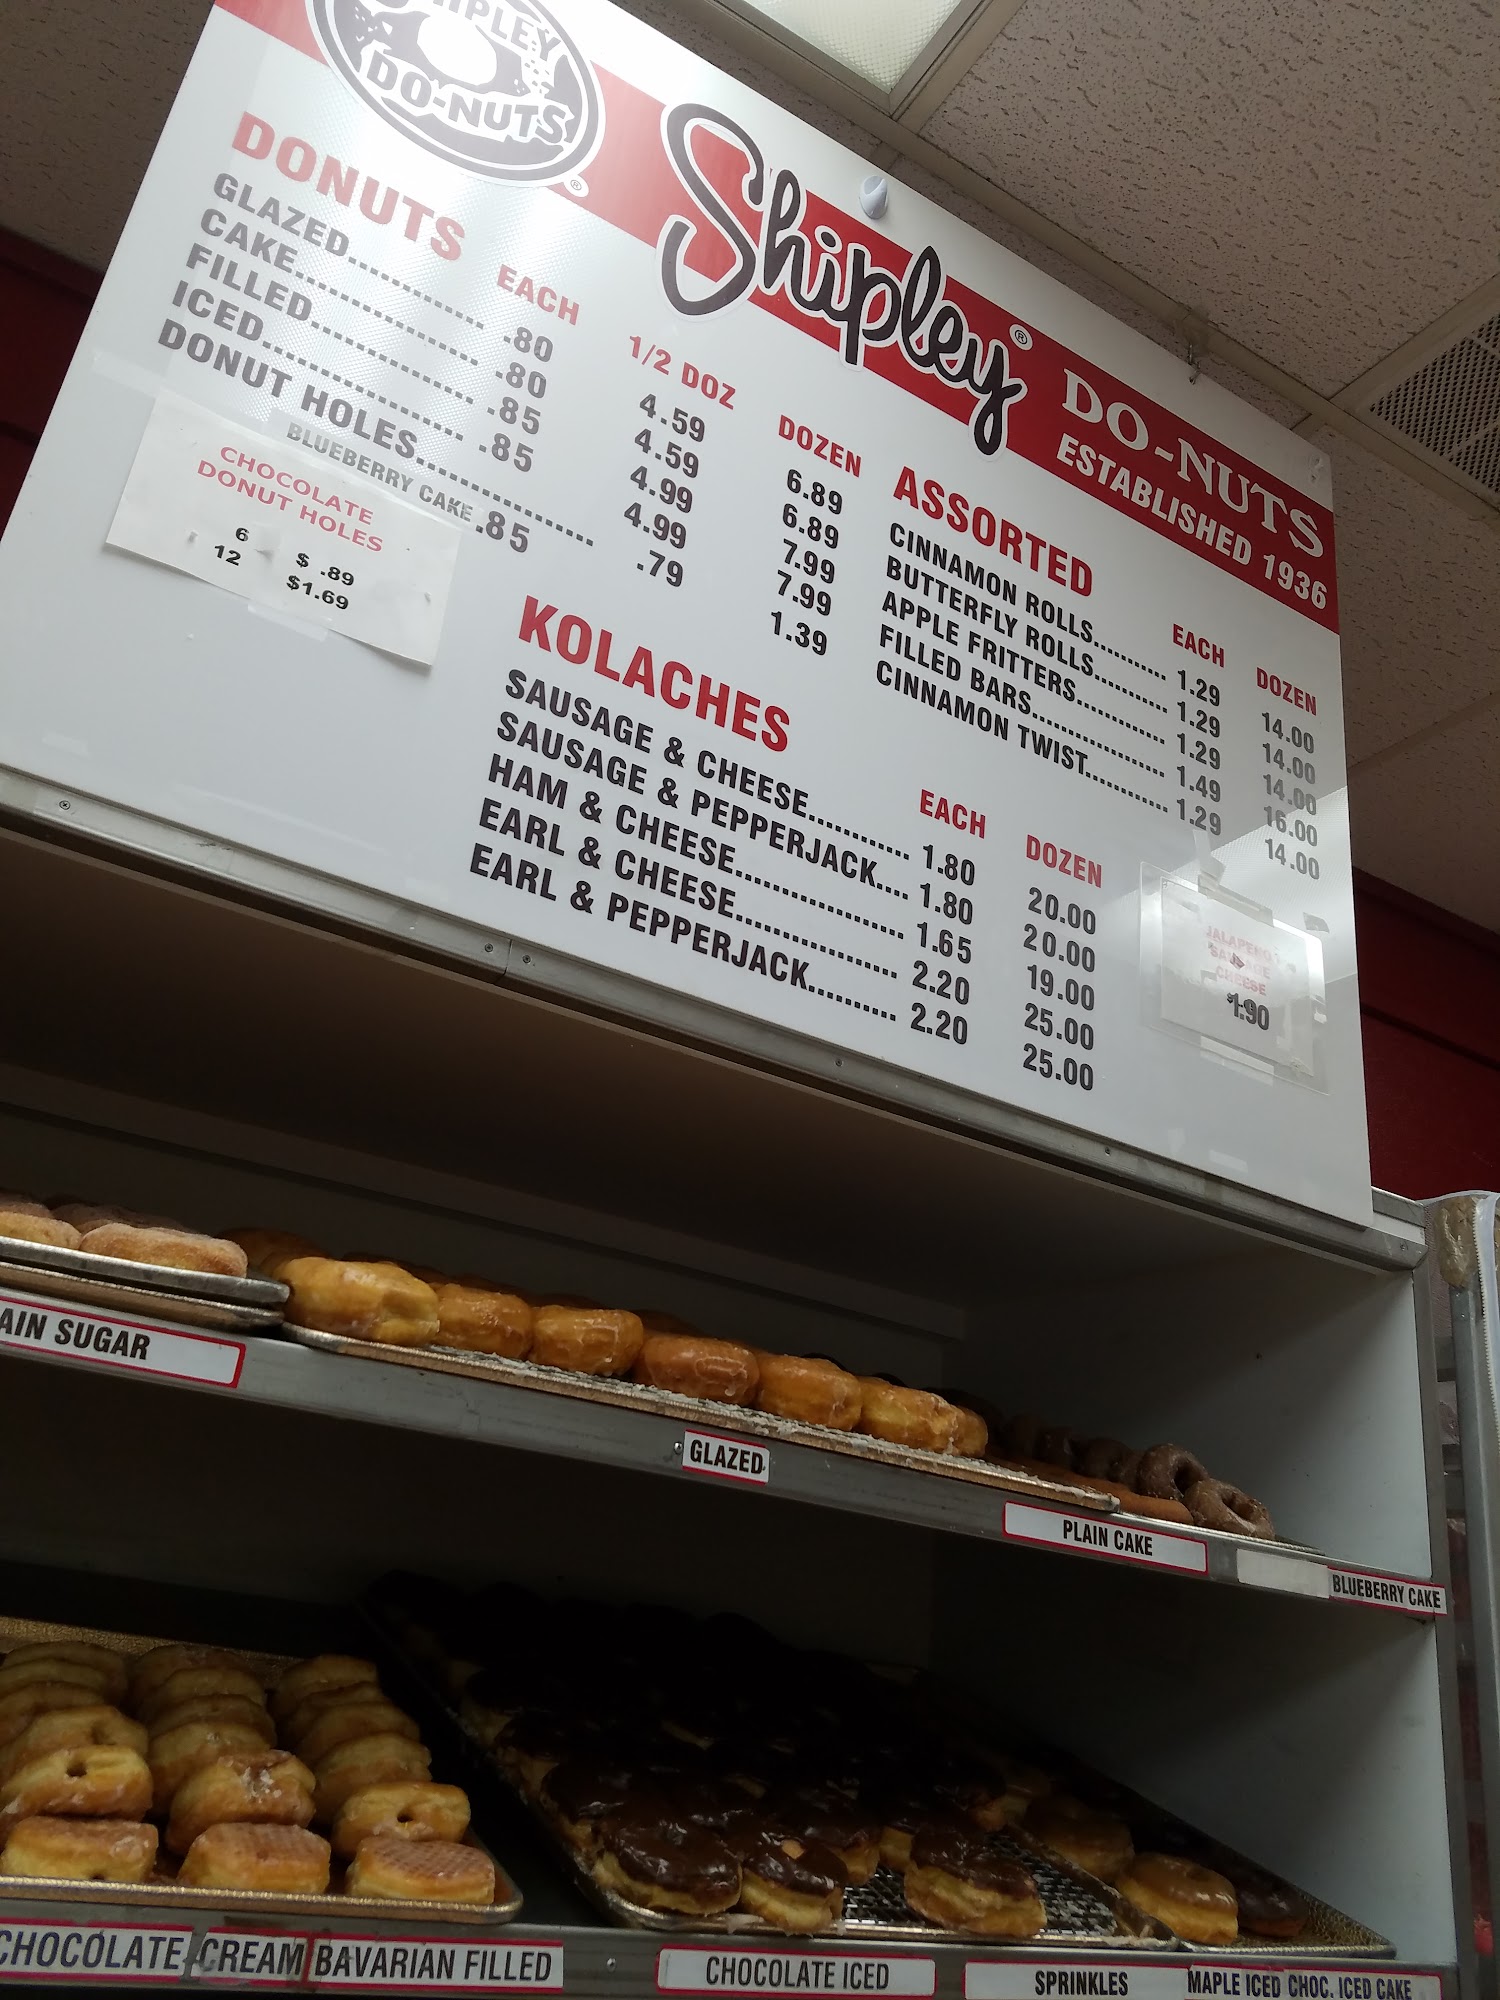 SHIPLEY
DO-NUTS
®
Shipley® DO-NUTS
ESTABLISHED 1936
DONUTS EACH 1/2 DOZ DOZEN
GLAZED.................. .80 4.59 6.89
CAKE........................ .80 4.59 6.89
FILLED..................... .85 4.99 7.99
ICED.......................... .85 4.99 7.99
DONUT HOLES...................... .79 1.39
BLUEBERRY CAKE .85
CHOCOLATE
DONUT HOLES
6 $ .89
12 $1.69
ASSORTED EACH DOZEN
CINNAMON ROLLS........... 1.29 14.00
BUTTERFLY ROLLS........... 1.29 14.00
APPLE FRITTERS............. 1.29 14.00
FILLED BARS.................... 1.49 16.00
CINNAMON TWIST............ 1.29 14.00
KOLACHES EACH DOZEN
SAUSAGE & CHEESE............ 1.80 20.00
SAUSAGE & PEPPERJACK.... 1.80 20.00
HAM & CHEESE.................... 1.65 19.00
EARL & CHEESE................... 2.20 25.00
EARL & PEPPERJACK.......... 2.20 25.00
JALAPENO
SAUSAGE
CHEESE
$1.90
AIN SUGAR
GLAZED
PLAIN CAKE
BLUEBERRY CAKE
CHOCOLATE CREAM
BAVARIAN FILLED
CHOCOLATE ICED
SPRINKLES
MAPLE ICED
CHOC. ICED CAKE